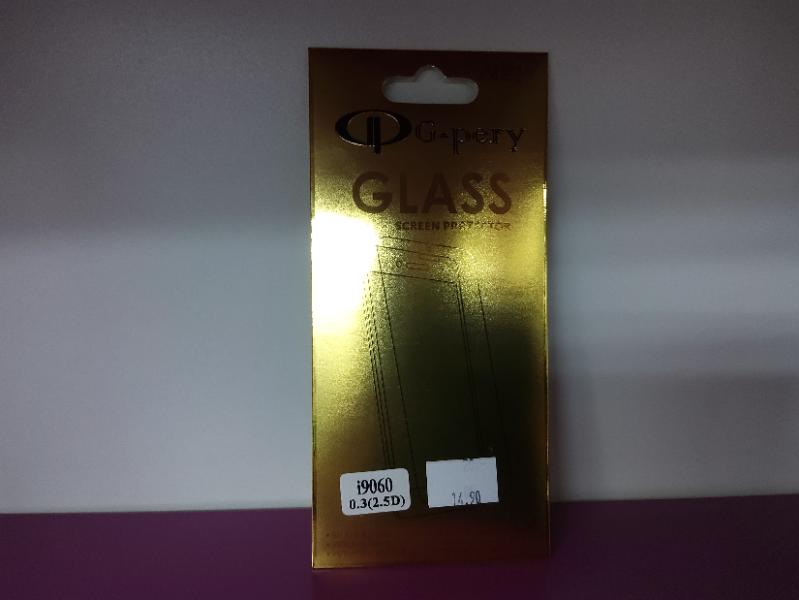 G-pery
GLASS
SCREEN PROTECTOR
i9060
0.3(2.5D)
14.90